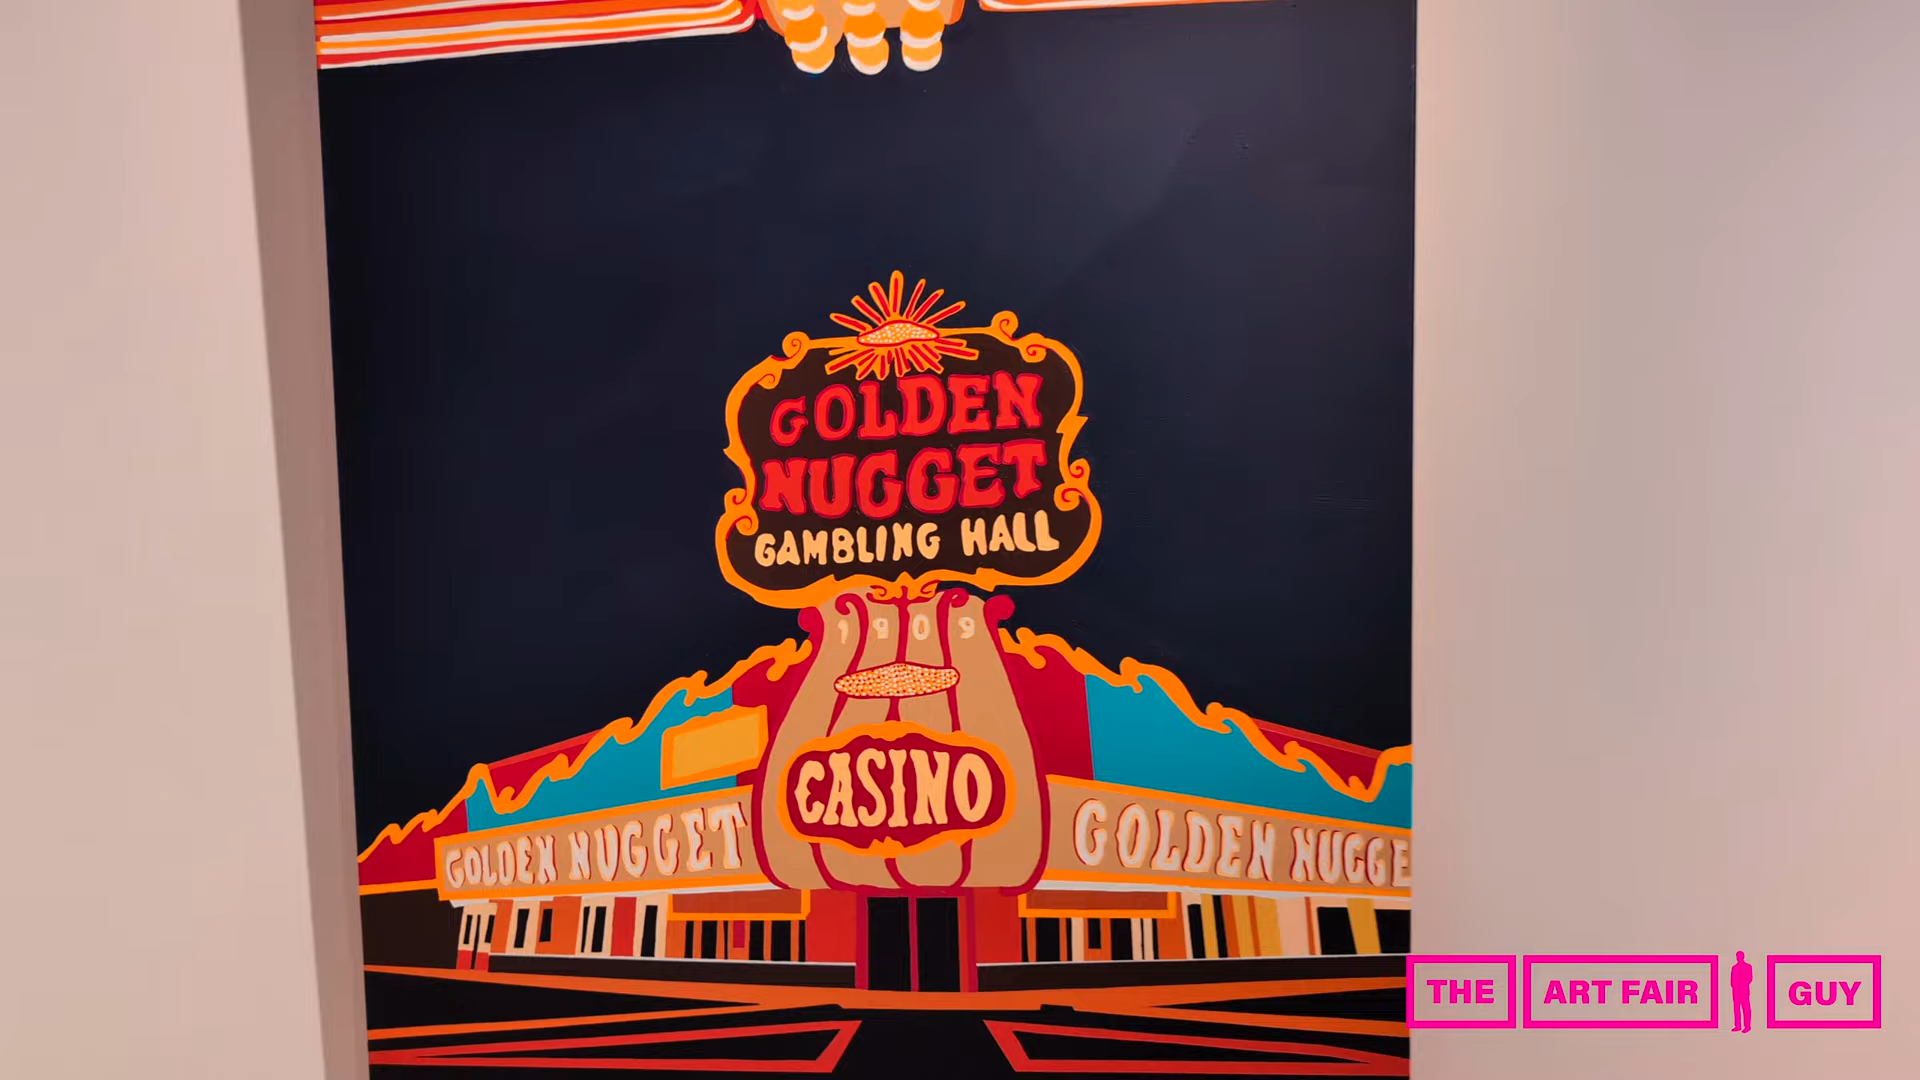 GOLDEN
NUGGET
GAMBLING HALL
1909
CASINO
GOLDEN NUGGET
GOLDEN NUGGE
THE ART FAIR GUY